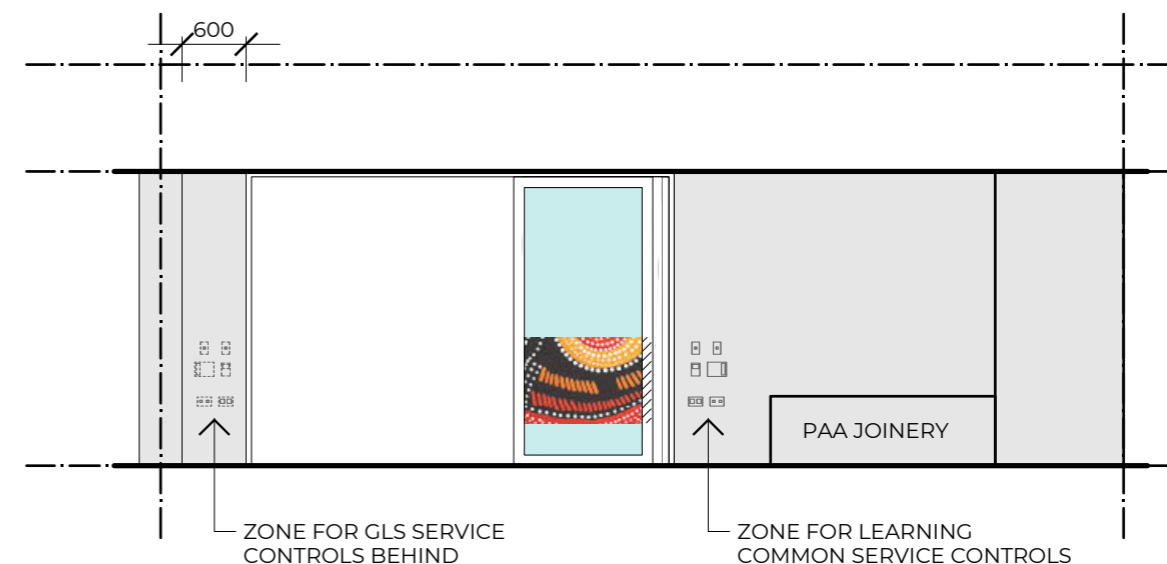 600
PAA JOINERY
ZONE FOR GLS SERVICE
CONTROLS BEHIND
ZONE FOR LEARNING
COMMON SERVICE CONTROLS